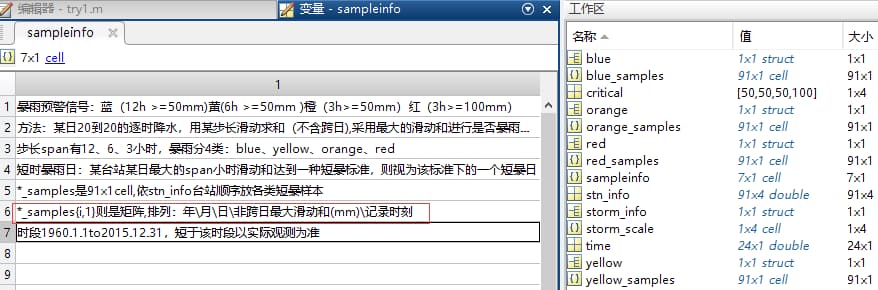 编辑器 - try1.m
变量 - sampleinfo
sampleinfo
7x1 cell
1
1 暴雨预警信号：蓝（12h >=50mm)黄(6h >=50mm )橙（3h>=50mm）红（3h>=100mm)
2 方法：某日20到20的逐时降水，用某步长滑动求和（不含跨日),采用最大的滑动和进行是否暴雨...
3 步长span有12、6、3小时，暴雨分4类：blue、yellow、orange、red
4 短时暴雨日：某台站某日最大的span小时滑动和达到一种短暴标准，则视为该标准下的一个短暴日
5 *_samples是91x1cell,依stn_info台站顺序放各类短暴样本
6 *_samples{i,1}则是矩阵,排列：年\月\日\非跨日最大滑动和(mm)\记录时刻
7 时段1960.1.1to2015.12.31，短于该时段以实际观测为准
8
9
工作区
名称 值 大小
blue 1x1 struct 1x1
blue_samples 91x1 cell 91x1
critical [50,50,50,100] 1x4
orange 1x1 struct 1x1
orange_samples 91x1 cell 91x1
red 1x1 struct 1x1
red_samples 91x1 cell 91x1
sampleinfo 7x1 cell 7x1
stn_info 91x4 double 91x4
storm_info 1x1 struct 1x1
storm_scale 1x4 cell 1x4
time 24x1 double 24x1
yellow 1x1 struct 1x1
yellow_samples 91x1 cell 91x1